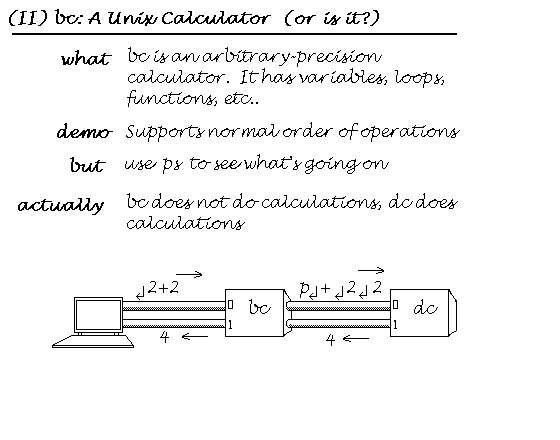 (II) bc: A Unix Calculator (or is it?)
what bc is an arbitrary-precision
calculator. It has variables, loops,
functions, etc..
demo Supports normal order of operations
but use ps to see what's going on
actually bc does not do calculations, dc does
calculations
↲2+2 → p↲+ ↲2↲2 →
0 bc 0 dc
1 1
4 ← 4 ←